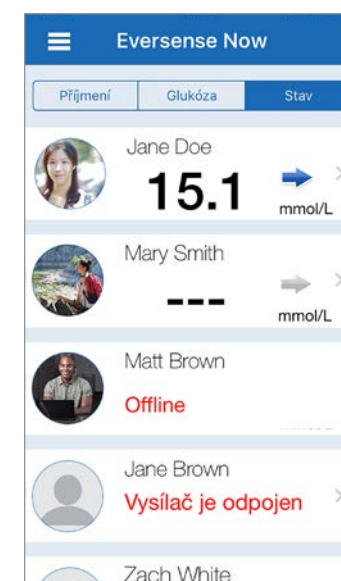 Eversense Now
Příjmení Glukóza Stav
Jane Doe
15.1
mmol/L
Mary Smith
---
mmol/L
Matt Brown
Offline
Jane Brown
Vysílač je odpojen
Zach White